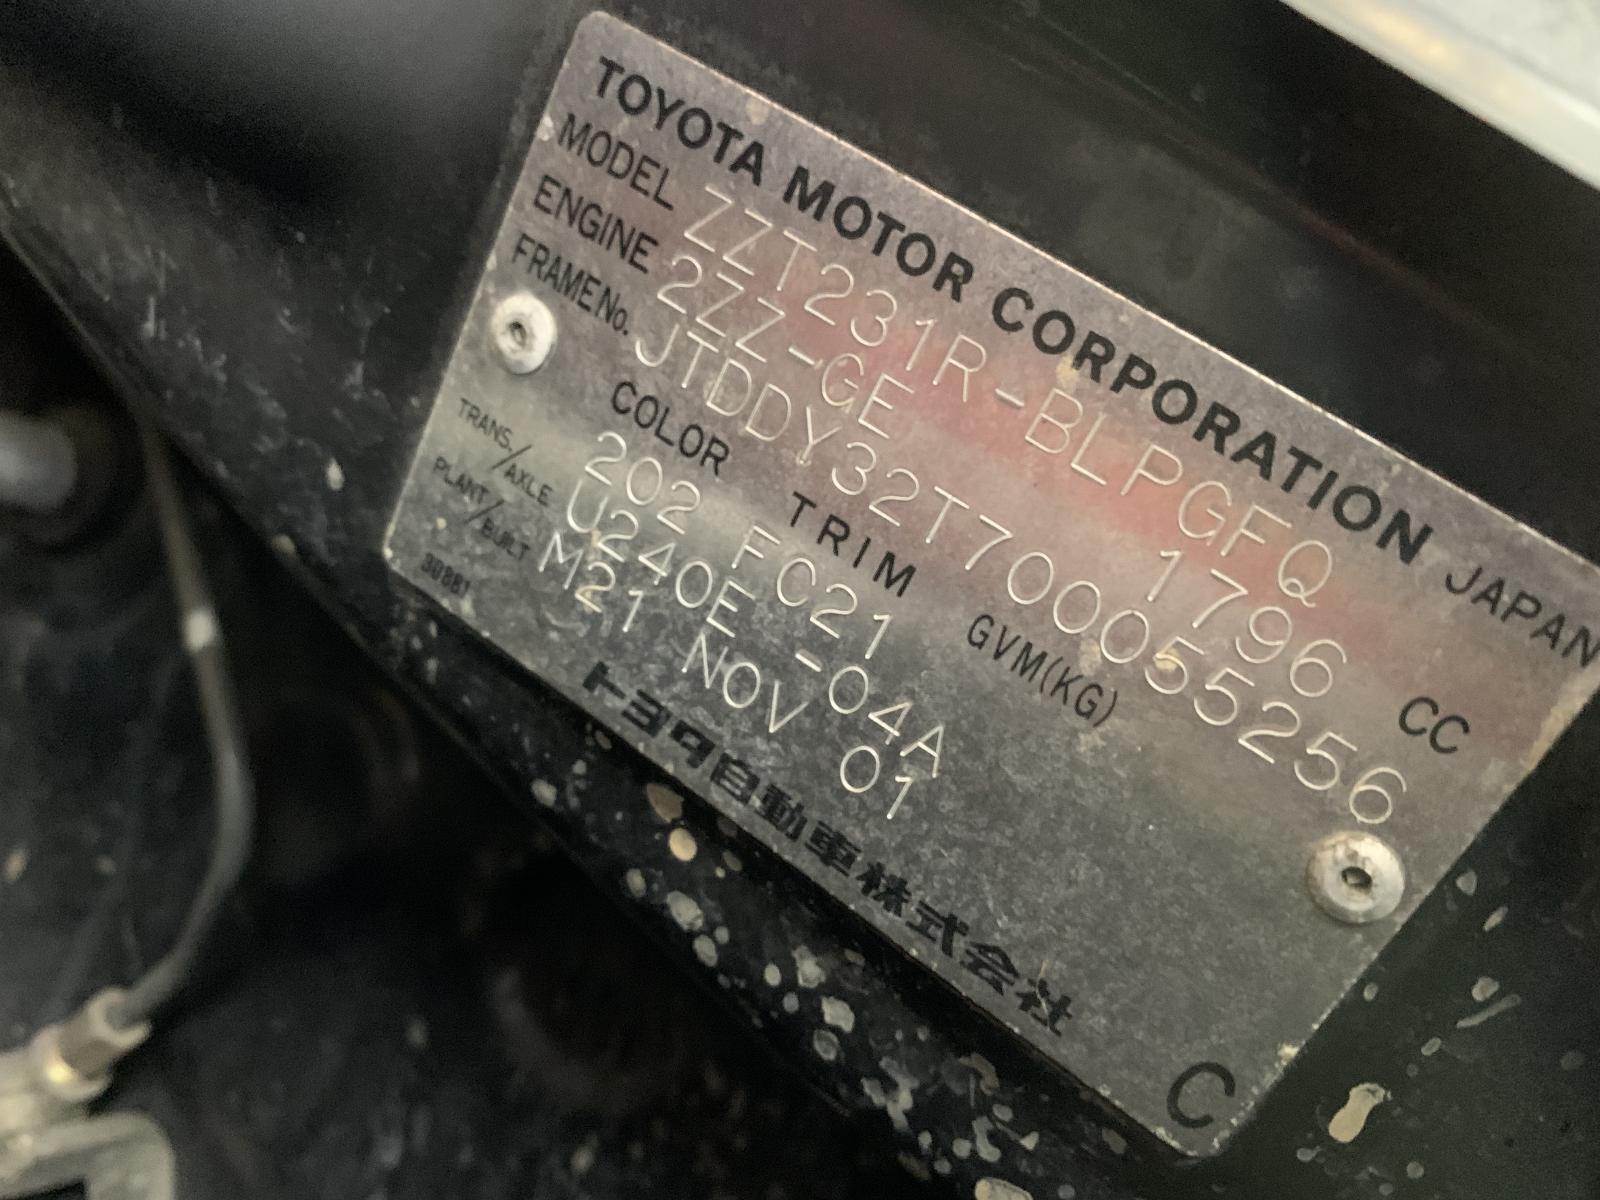 TOYOTA MOTOR CORPORATION JAPAN
MODEL ZZT231R-BLPGFQ
ENGINE 2ZZ-GE 1796 CC
FRAME No. JTDDY32T700055256
COLOR TRIM GVM(KG)
202 FC21
TRANS./AXLE U240E -04A
PLANT/BUILT M21 NOV 01
30881
トヨタ自動車株式会社
C